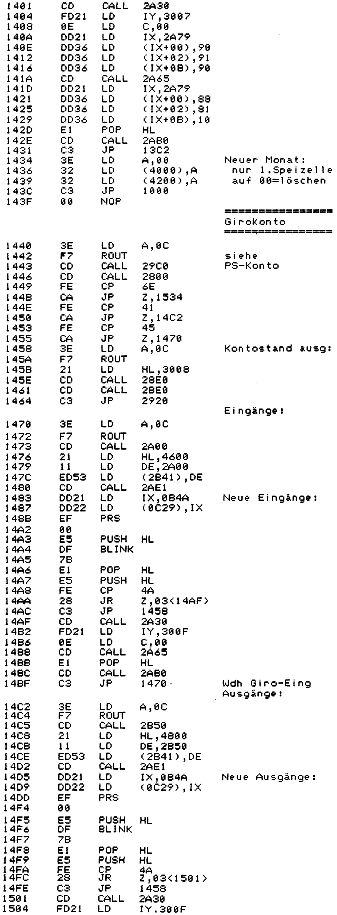 1401 CD CALL 2A30
1404 FD21 LD IY,3007
1408 0E LD C,00
140A DD21 LD IX,2A79
140E DD36 LD (IX+00),90
1412 DD36 LD (IX+02),91
1416 DD36 LD (IX+0B),90
141A CD CALL 2A65
141D DD21 LD IX,2A79
1421 DD36 LD (IX+00),88
1425 DD36 LD (IX+02),81
1429 DD36 LD (IX+0B),10
142D E1 POP HL
142E CD CALL 2AB0
1431 C3 JP 13C2
1434 3E LD A,00 Neuer Monat:
1436 32 LD (4000),A nur 1.Speizelle
1439 32 LD (4200),A auf 00=löschen
143C C3 JP 1000
143F 00 NOP
================
Girokonto
================
1440 3E LD A,0C siehe
1442 F7 ROUT
1443 CD CALL 29C0 PS-Konto
1446 CD CALL 2800
1449 FE CP 6E
144B CA JP Z,1534
144E FE CP 41
1450 CA JP Z,14C2
1453 FE CP 45
1455 CA JP Z,1470
1458 3E LD A,0C Kontostand ausg:
145A F7 ROUT
145B 21 LD HL,3008
145E CD CALL 28E0
1461 CD CALL 2BE0
1464 C3 JP 2920
Eingänge:
1470 3E LD A,0C
1472 F7 ROUT
1473 CD CALL 2A00
1476 21 LD HL,4600
1479 11 LD DE,2A00
147C ED53 LD (2B41),DE
1480 CD CALL 2AE1
1483 DD21 LD IX,0B4A Neue Eingänge:
1487 DD22 LD (0C29),IX
148B EF PRS
14A2 00
14A3 E5 PUSH HL
14A4 DF BLINK
14A5 7B
14A6 E1 POP HL
14A7 E5 PUSH HL
14A8 FE CP 4A
14AA 28 JR Z,03<14AF)
14AC C3 JP 1458
14AF CD CALL 2A30
14B2 FD21 LD IY,300F
14B6 0E LD C,00
14B8 CD CALL 2A65
14BB E1 POP HL
14BC CD CALL 2AB0
14BF C3 JP 1470 Wdh Giro-Eing
Ausgänge:
14C2 3E LD A,0C
14C4 F7 ROUT
14C5 CD CALL 2B50
14C8 21 LD HL,4800
14CB 11 LD DE,2B50
14CE ED53 LD (2B41),DE
14D2 CD CALL 2AE1
14D5 DD21 LD IX,0B4A Neue Ausgänge:
14D9 DD22 LD (0C29),IX
14DD EF PRS
14F4 00
14F5 E5 PUSH HL
14F6 DF BLINK
14F7 7B
14F8 E1 POP HL
14F9 E5 PUSH HL
14FA FE CP 4A
14FC 28 JR Z,03<1501)
14FE C3 JP 1458
1501 CD CALL 2A30
1504 FD21 LD IY,300F